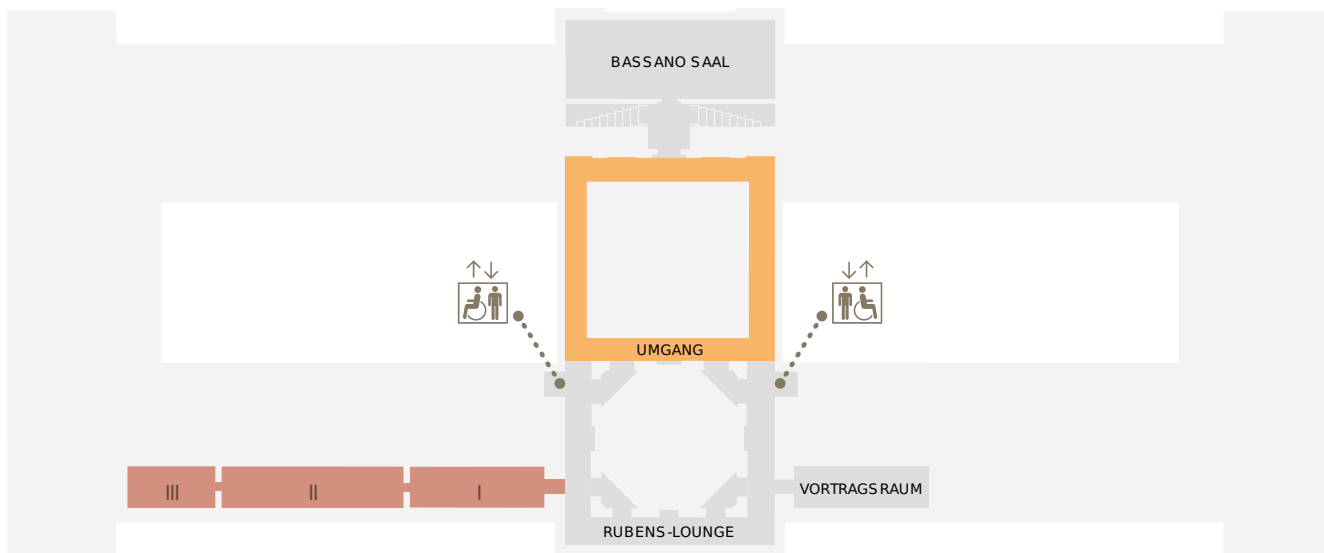 BASSANO SAAL
UMGANG
III
II
I
VORTRAGSRAUM
RUBENS-LOUNGE